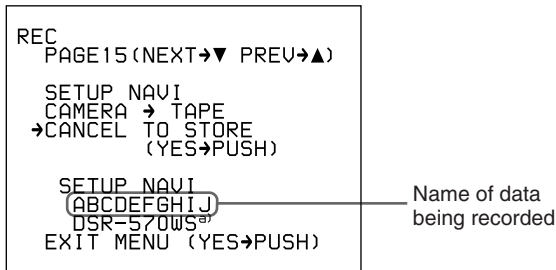 REC
PAGE15(NEXT→▼ PREV→▲)
SETUP NAVI
CAMERA → TAPE
→CANCEL TO STORE
(YES→PUSH)
SETUP NAVI
ABCDEFGHIJ
DSR-570WSa)
EXIT MENU (YES→PUSH)
Name of data
being recorded